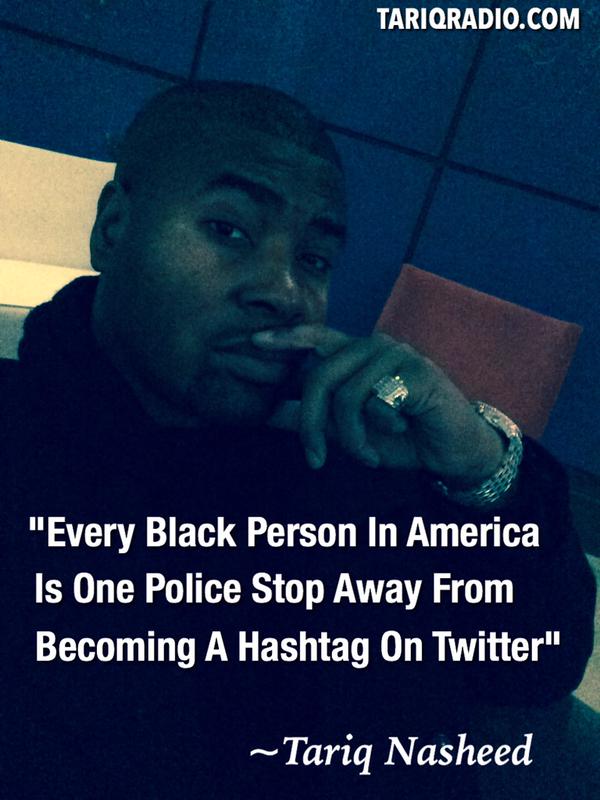 TARIQRADIO.COM
"Every Black Person In America
Is One Police Stop Away From
Becoming A Hashtag On Twitter"
~Tariq Nasheed